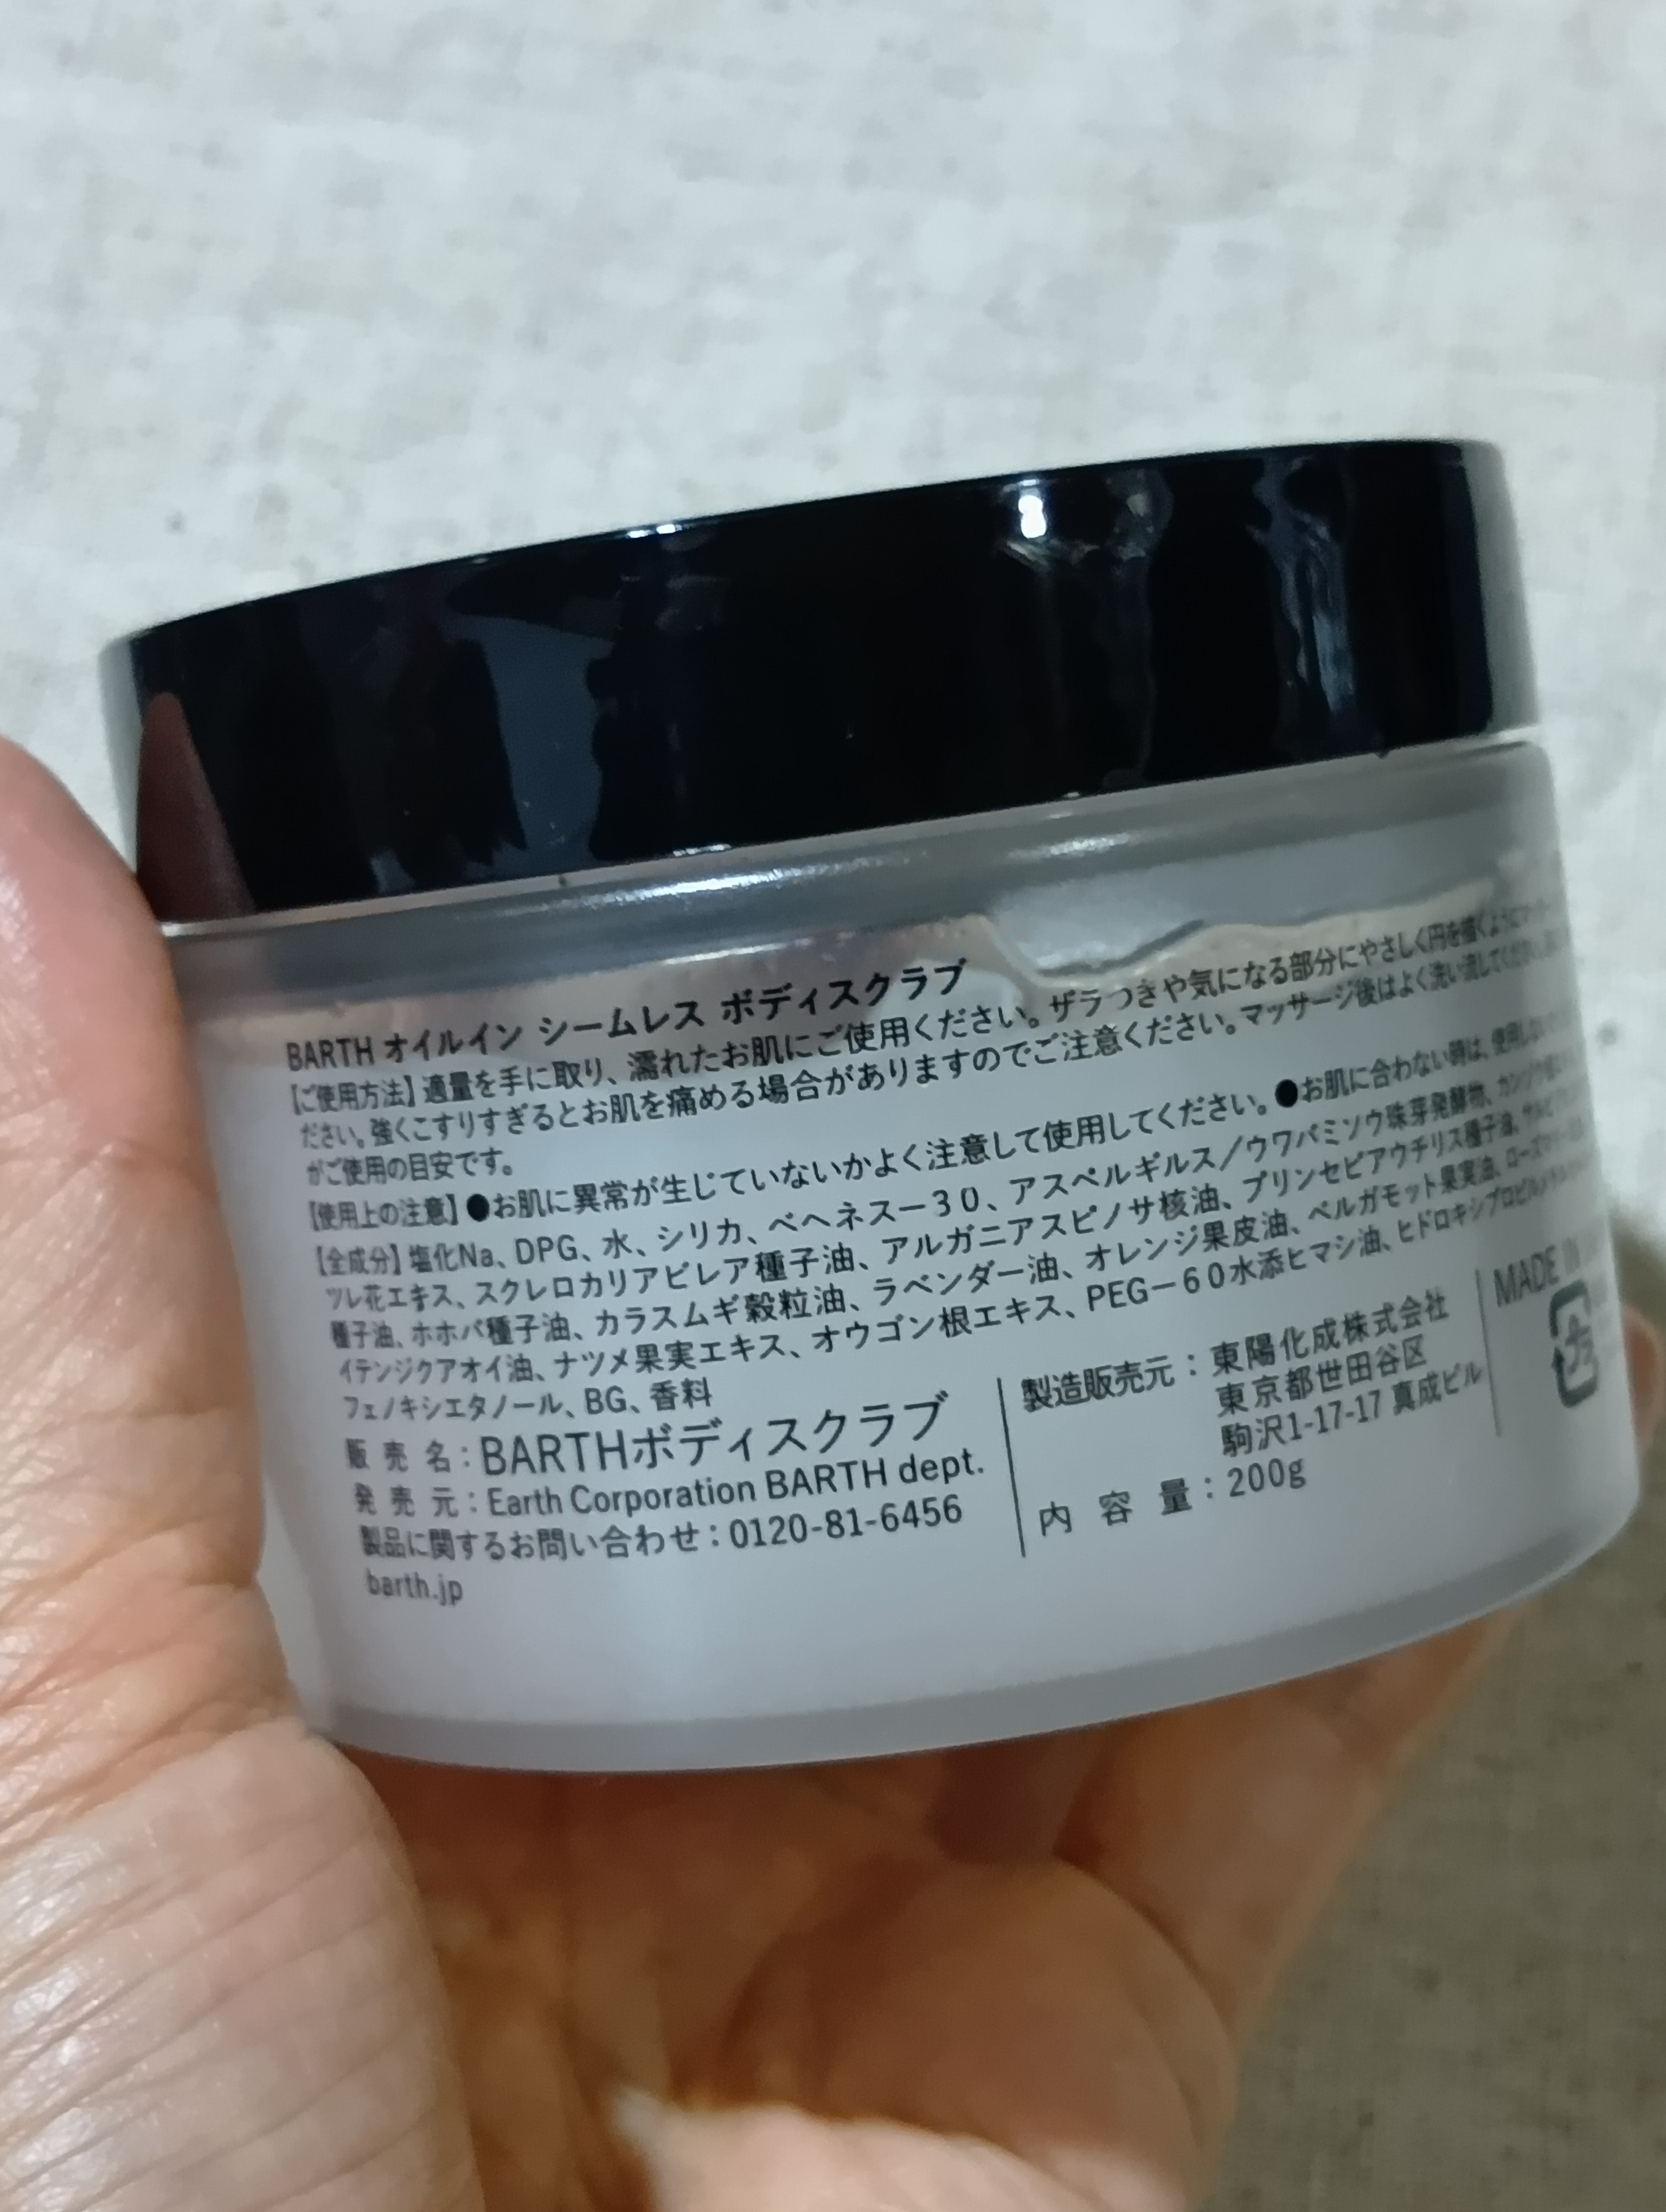 BARTH オイルイン シームレス ボディスクラブ
【ご使用方法】適量を手に取り、濡れたお肌にご使用ください。ザラつきや気になる部分にやさしく円を描くように
ださい。強くこすりすぎるとお肌を痛める場合がありますのでご注意ください。マッサージ後はよく洗い流してください。
がご使用の目安です。
【使用上の注意】●お肌に異常が生じていないかよく注意して使用してください。●お肌に合わない時は、
【全成分】塩化Na、DPG、水、シリカ、ベヘネス－30、アスペルギルス／ウワバミソウ珠芽発酵物、
ツレ花エキス、スクレロカリアビレア種子油、アルガニアスピノサ核油、プリンセピアウチリス種子油、
種子油、ホホバ種子油、カラスムギ穀粒油、ラベンダー油、オレンジ果皮油、ベルガモット果実油、
イテンジクアオイ油、ナツメ果実エキス、オウゴン根エキス、PEG－60水添ヒマシ油、
フェノキシエタノール、BG、香料
販売名：BARTHボディスクラブ
発売元：Earth Corporation BARTH dept.
製品に関するお問い合わせ：0120-81-6456
barth.jp
製造販売元：東陽化成株式会社
東京都世田谷区
駒沢1-17-17 真成ビル
内容量：200g
MADE IN
プラ